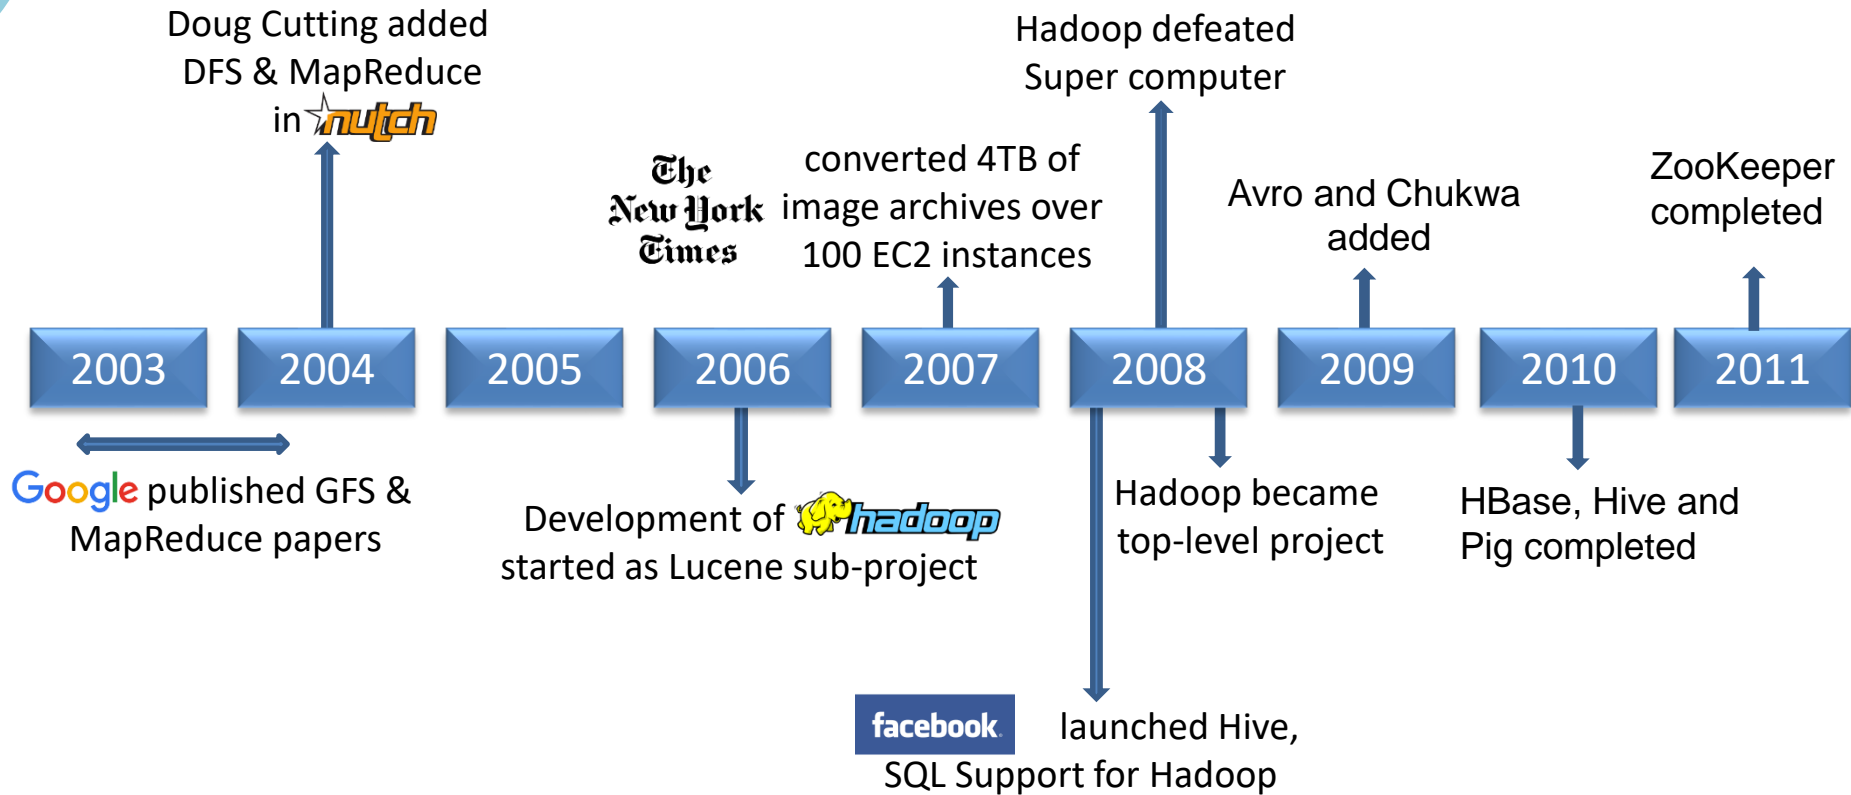 Doug Cutting added
DFS & MapReduce
in nutch
Hadoop defeated
Super computer
The
New York
Times
converted 4TB of
image archives over
100 EC2 instances
Avro and Chukwa
added
ZooKeeper
completed
2003
2004
2005
2006
2007
2008
2009
2010
2011
Google published GFS &
MapReduce papers
Development of hadoop
started as Lucene sub-project
Hadoop became
top-level project
HBase, Hive and
Pig completed
facebook. launched Hive,
SQL Support for Hadoop